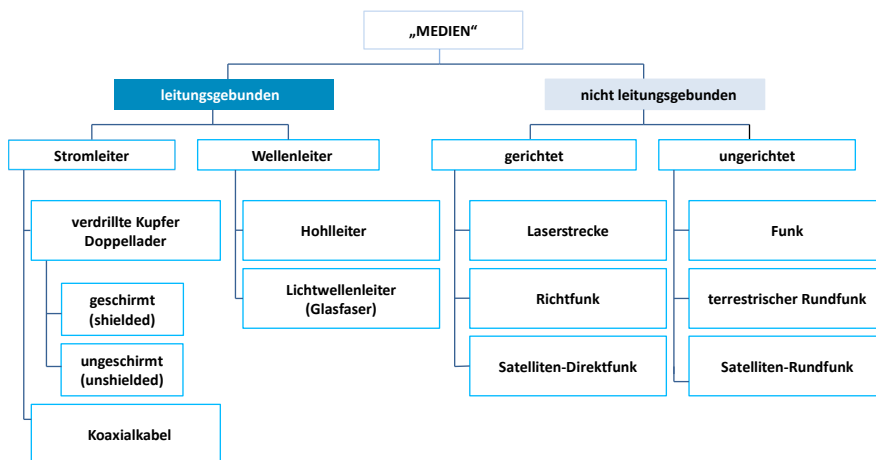 „MEDIEN“
leitungsgebunden
nicht leitungsgebunden
Stromleiter
Wellenleiter
gerichtet
ungerichtet
verdrillte Kupfer
Doppellader
Hohlleiter
Laserstrecke
Funk
geschirmt
(shielded)
Lichtwellenleiter
(Glasfaser)
Richtfunk
terrestrischer Rundfunk
ungeschirmt
(unshielded)
Satelliten-Direktfunk
Satelliten-Rundfunk
Koaxialkabel